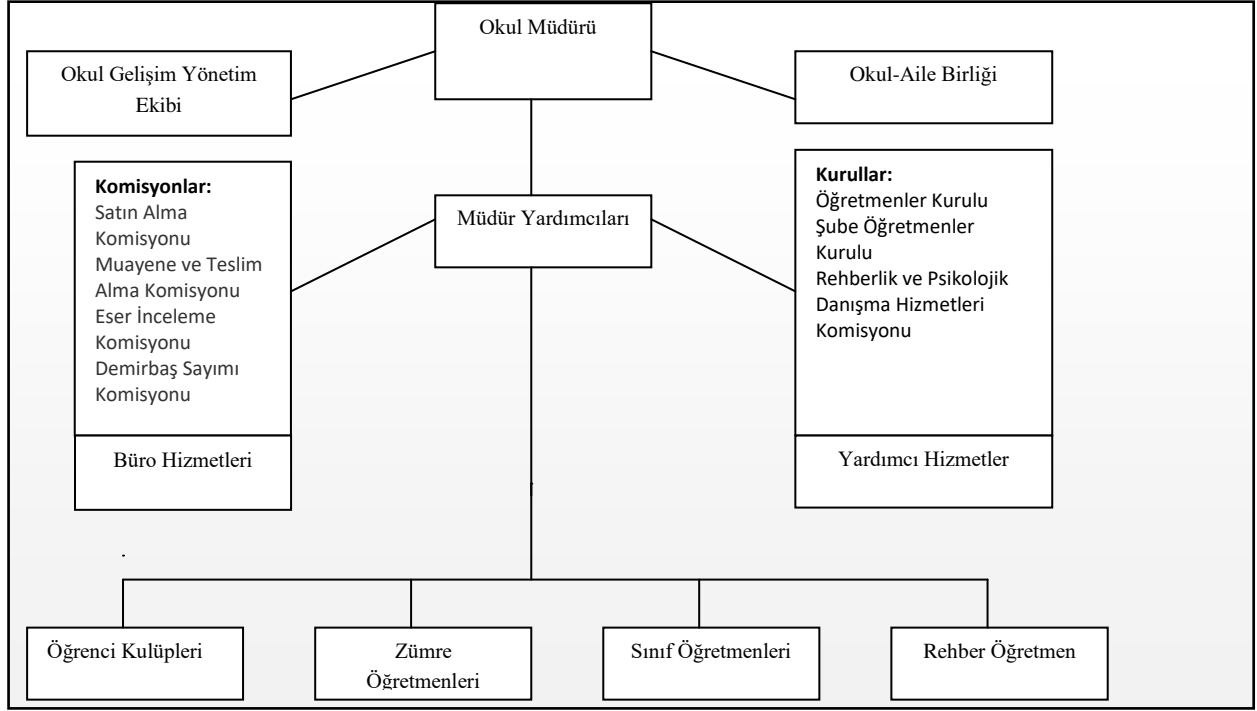 Okul Müdürü
Okul Gelişim Yönetim
Ekibi
Okul-Aile Birliği
Komisyonlar:
Satın Alma
Komisyonu
Muayene ve Teslim
Alma Komisyonu
Eser İnceleme
Komisyonu
Demirbaş Sayımı
Komisyonu
Müdür Yardımcıları
Kurullar:
Öğretmenler Kurulu
Şube Öğretmenler
Kurulu
Rehberlik ve Psikolojik
Danışma Hizmetleri
Komisyonu
Büro Hizmetleri
Yardımcı Hizmetler
.
Öğrenci Kulüpleri
Zümre
Öğretmenleri
Sınıf Öğretmenleri
Rehber Öğretmen